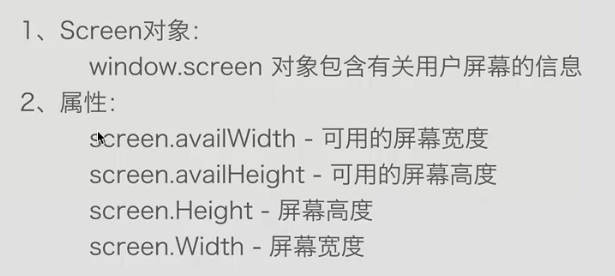 1、Screen对象：
window.screen 对象包含有关用户屏幕的信息
2、属性：
screen.availWidth - 可用的屏幕宽度
screen.availHeight - 可用的屏幕高度
screen.Height - 屏幕高度
screen.Width - 屏幕宽度